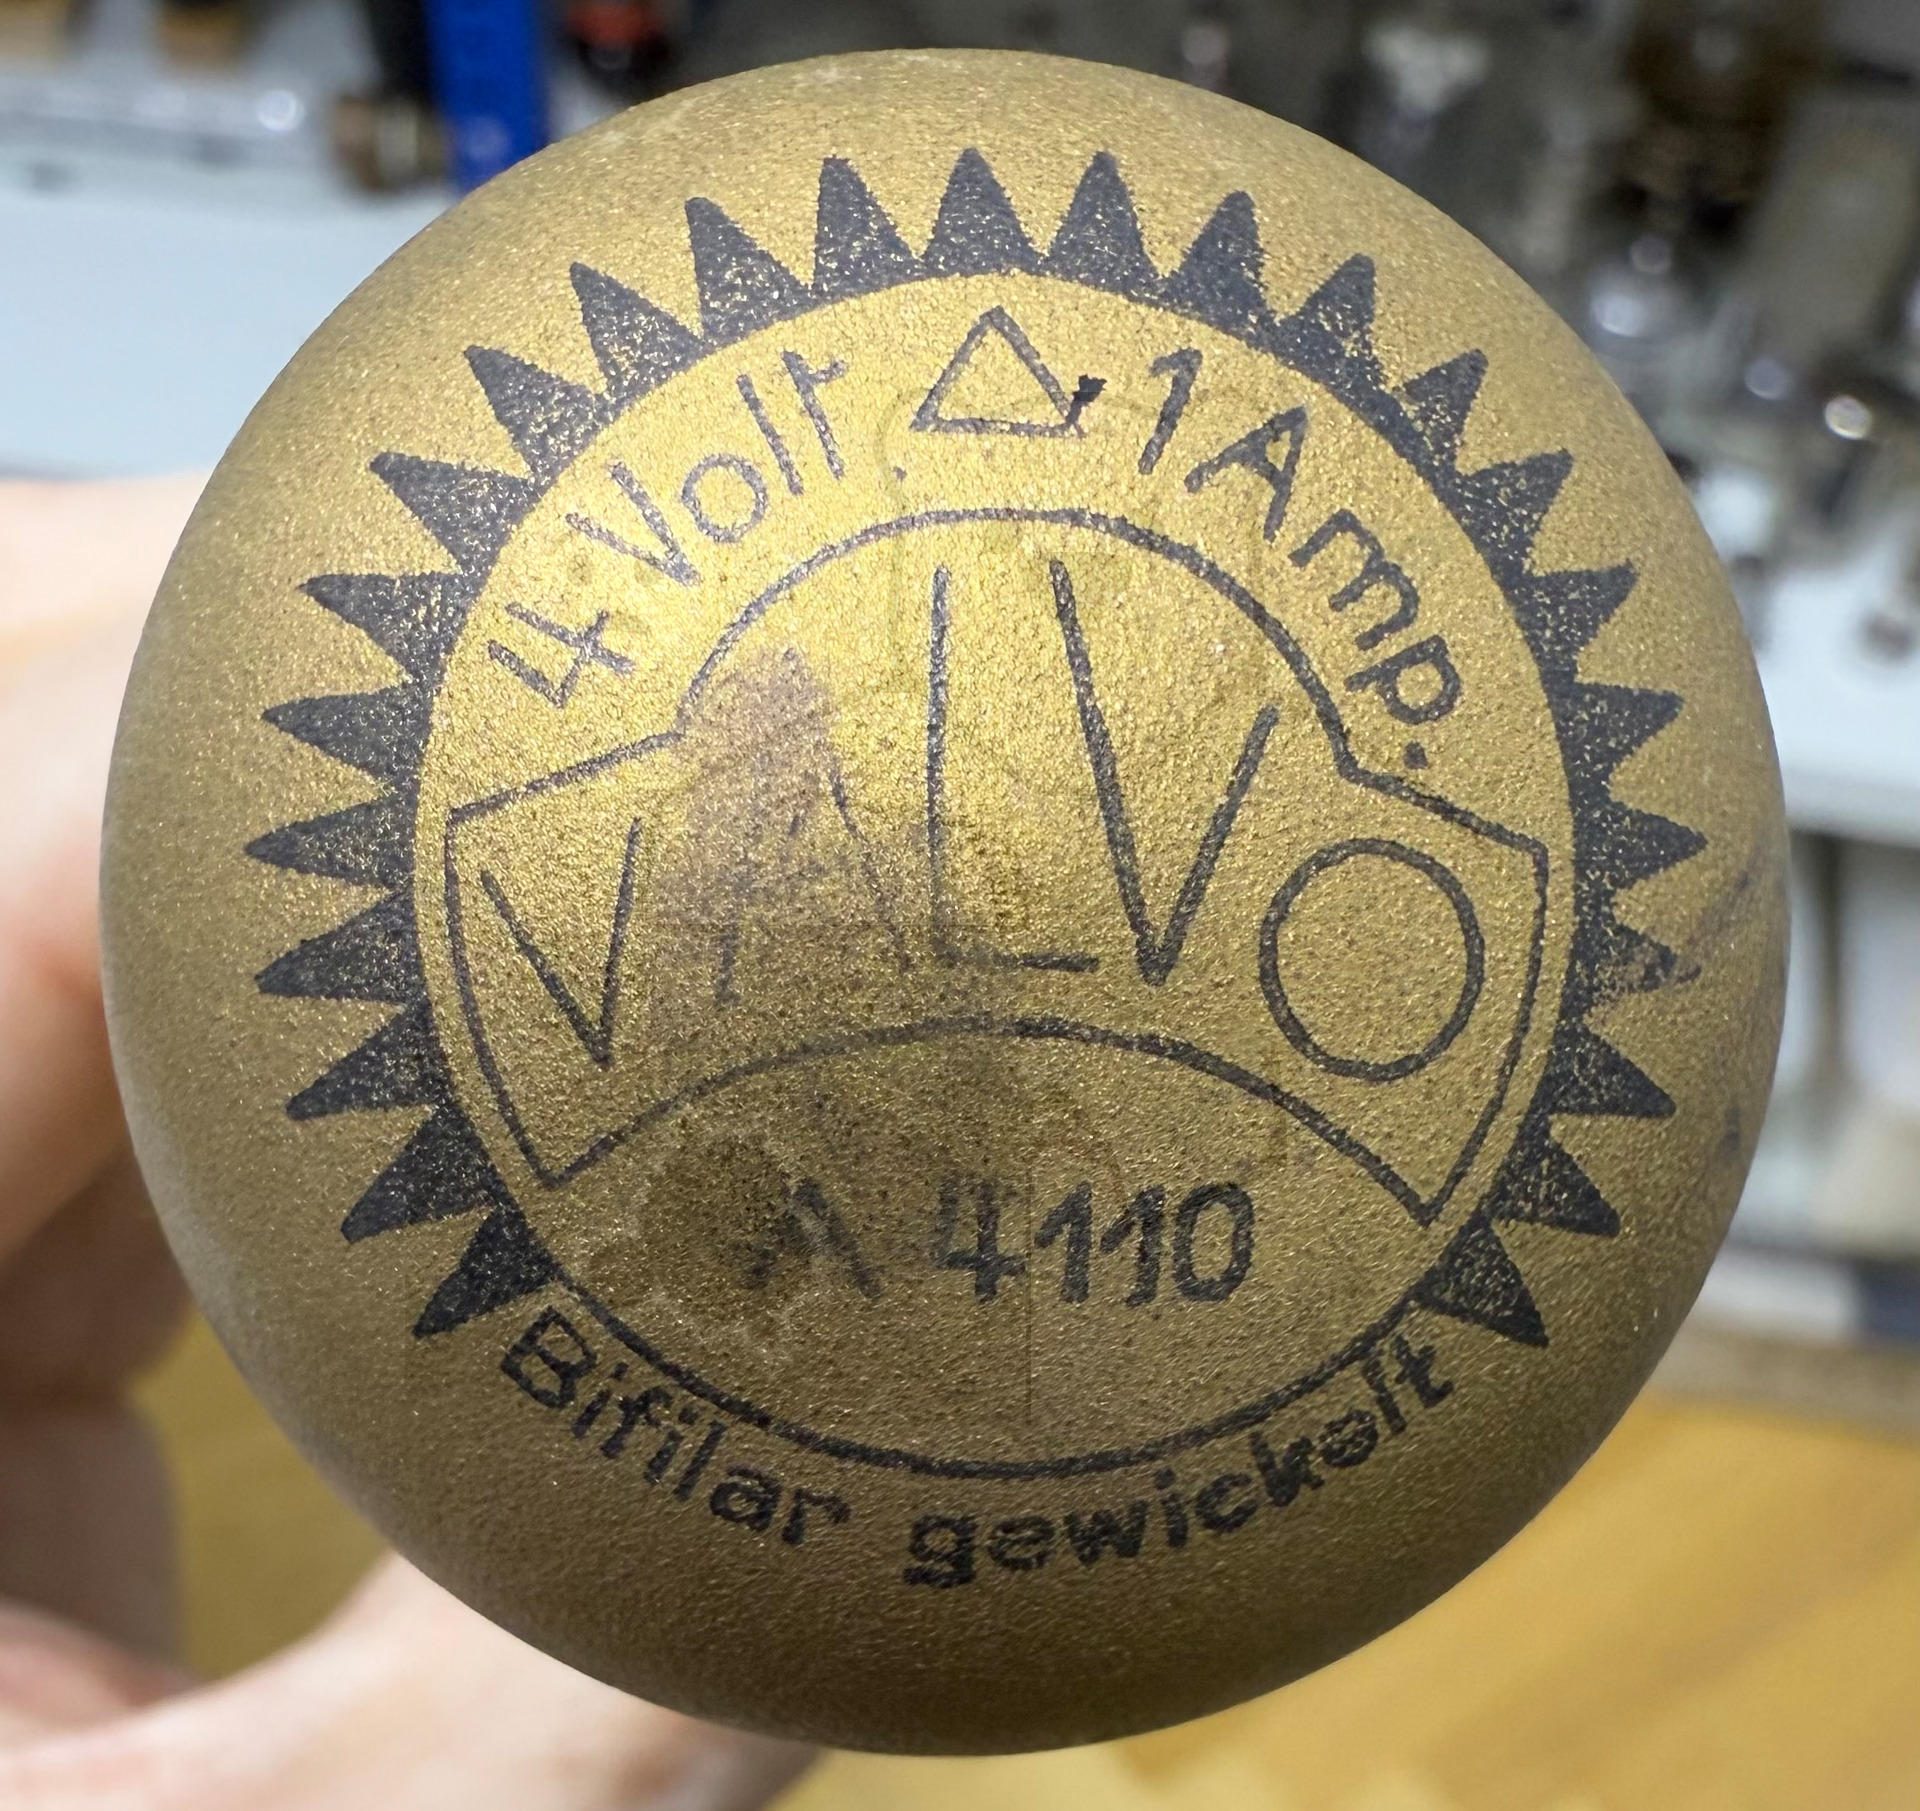 4 Volt △ 1 Amp.
VALVO
A 4110
Bifilar gewickelt